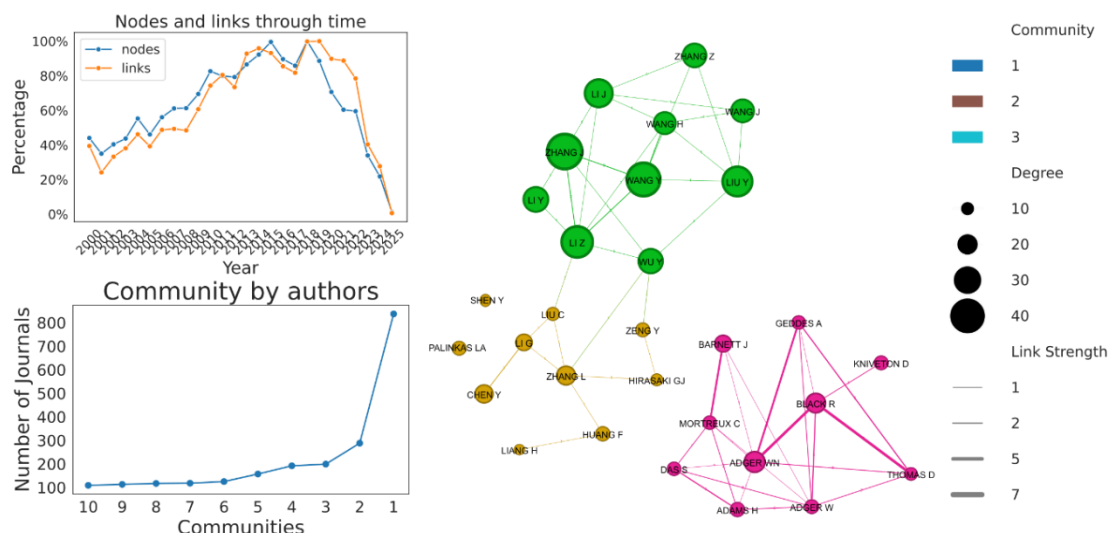 Nodes and links through time
100%
80%
60%
40%
20%
0%
Percentage
nodes
links
2000 2001 2002 2003 2004 2005 2006 2007 2008 2009 2010 2011 2012 2013 2014 2015 2016 2017 2018 2019 2020 2021 2022 2023 2024 2025
Year
Community by authors
800
700
600
500
400
300
200
100
Number of Journals
10 9 8 7 6 5 4 3 2 1
Communities
ZHANG Z
LI J
WANG J
WANG H
ZHANG J
WANG Y
LIU Y
LI Y
LI Z
WU Y
SHEN Y
LIU C
ZENG Y
PALINKAS LA
LI G
ZHANG L
HIRASAKI GJ
CHEN Y
HUANG F
LIANG H
GEDDES A
BARNETT J
KNIVETON D
BLACK R
MORTREUX C
ADGER WN
DAS S
THOMAS D
ADAMS H
ADGER W
Community
1
2
3
Degree
10
20
30
40
Link Strength
1
2
5
7